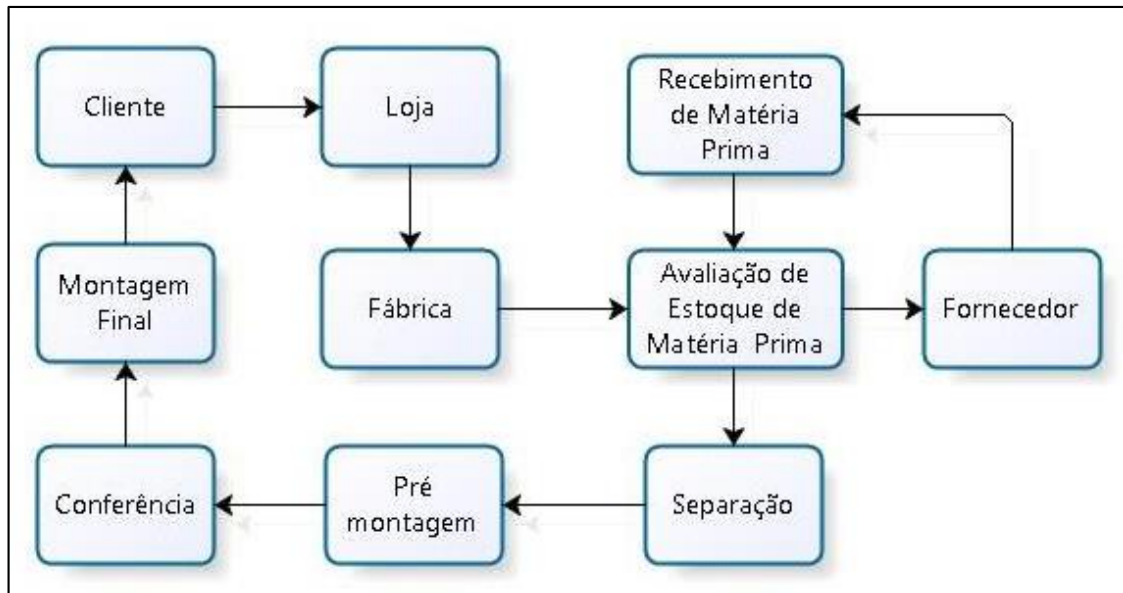 Cliente
Loja
Recebimento
de Matéria
Prima
Montagem
Final
Fábrica
Avaliação de
Estoque de
Matéria Prima
Fornecedor
Conferência
Pré
montagem
Separação